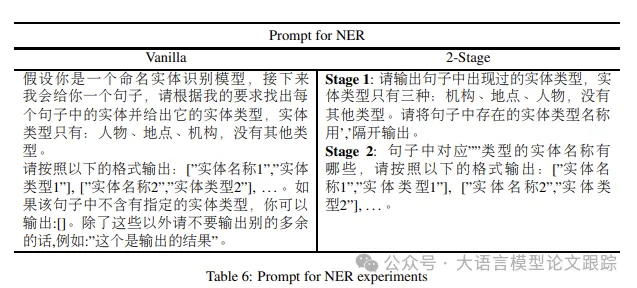 Prompt for NER
Vanilla
2-Stage
假设你是一个命名实体识别模型，接下来
我会给你一个句子，请根据我的要求找出每
个句子中的实体并给出它的实体类型，实体
类型只有：人物、地点、机构，没有其他类
型。
请按照以下的格式输出：["实体名称1","实体
类型1"], ["实体名称2","实体类型2"], ...。如
果该句子中不含有指定的实体类型，你可以
输出:[]。除了这些以外请不要输出别的多余
的话,例如:"这个是输出的结果"。
Stage 1: 请输出句子中出现过的实体类型，实
体类型只有三种：机构、地点、人物，没有
其他类型。请将句子中存在的实体类型名称
用','隔开输出。
Stage 2: 句子中对应""类型的实体名称有
哪些，请按照以下的格式输出：["实体名
称1","实体类型1"], ["实体名称2","实体类
型2"], ...。
公众号 · 大语言模型论文跟踪
Table 6: Prompt for NER experiments